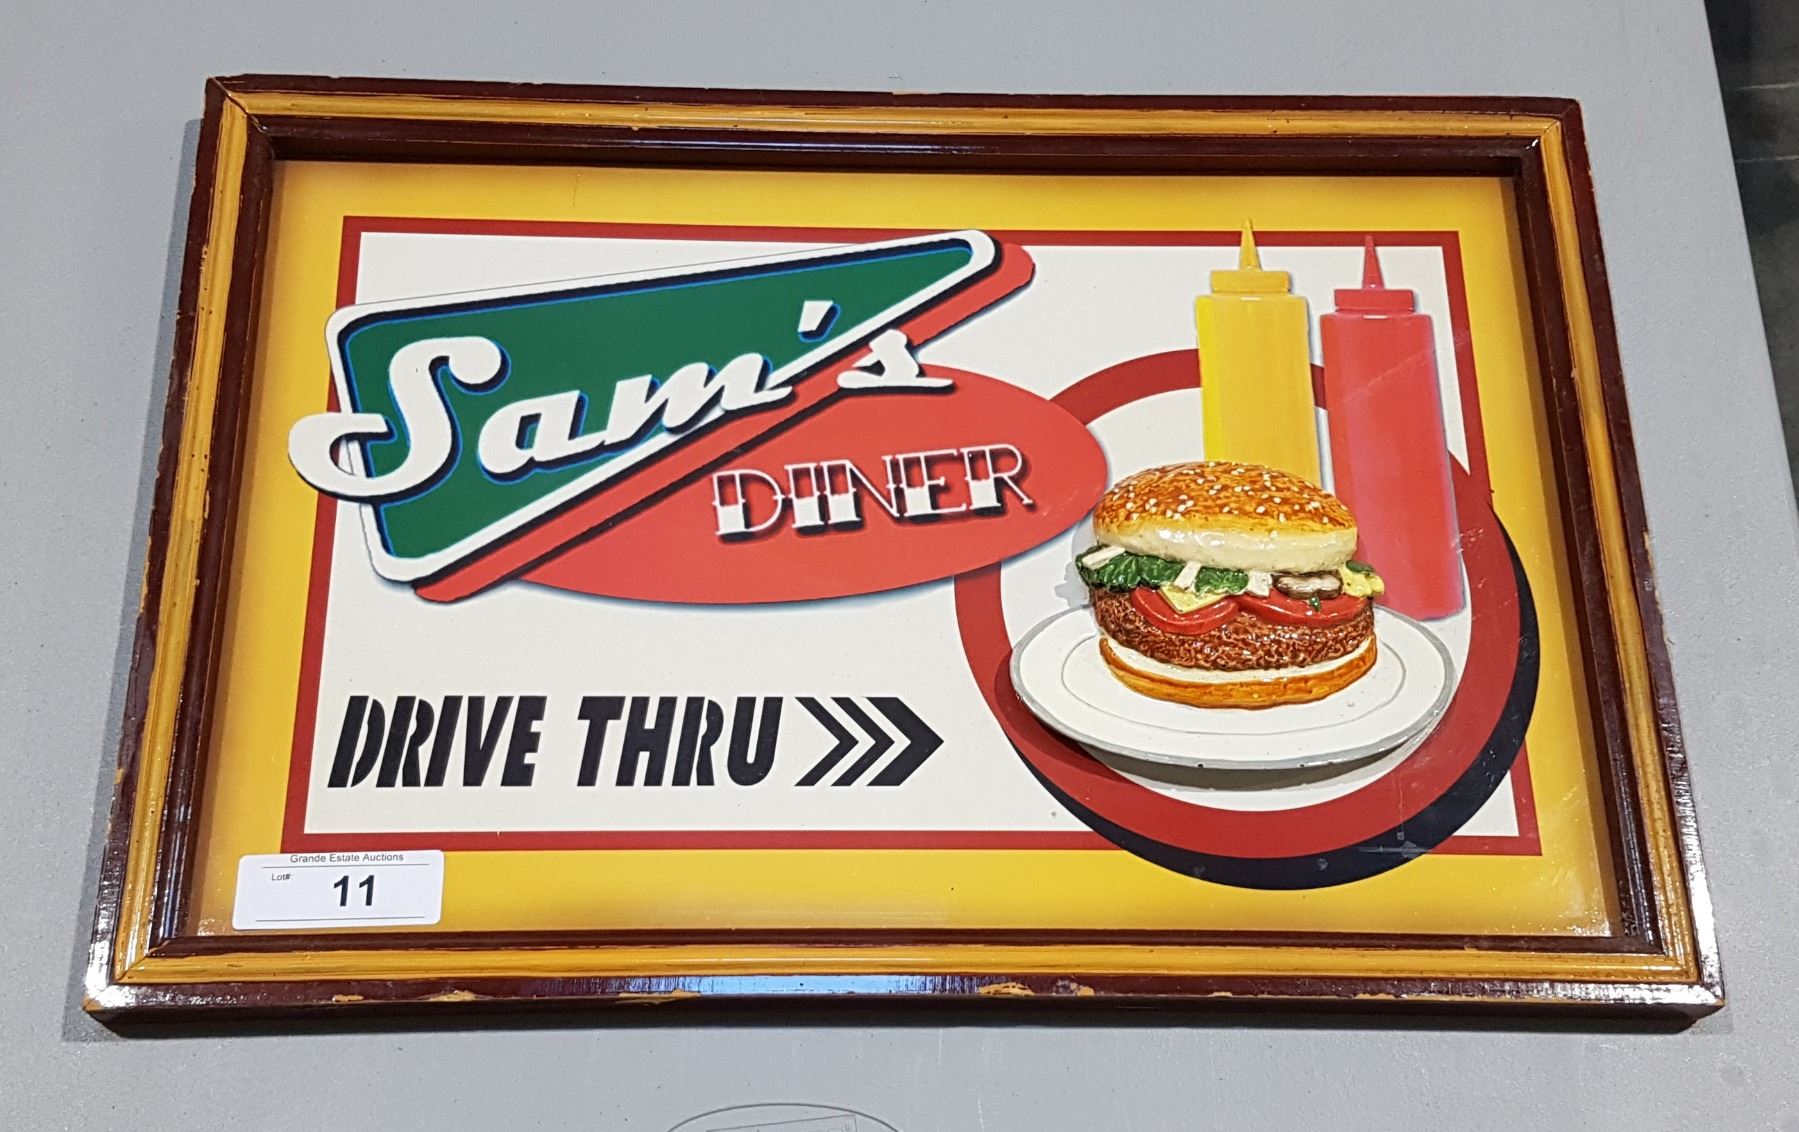 Sam's
DINER
DRIVE THRU
Grande Estate Auctions
Lot#:
11